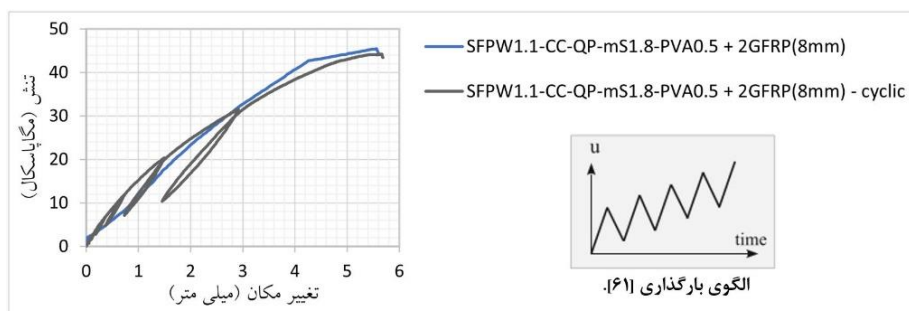 SFPW1.1-CC-QP-mS1.8-PVA0.5 + 2GFRP(8mm)
SFPW1.1-CC-QP-mS1.8-PVA0.5 + 2GFRP(8mm) - cyclic
تنش (مگاپاسکال)
50
40
30
20
10
0
0 1 2 3 4 5 6
تغییر مکان (میلی متر)
u
time
الگوی بارگذاری [۶۱].